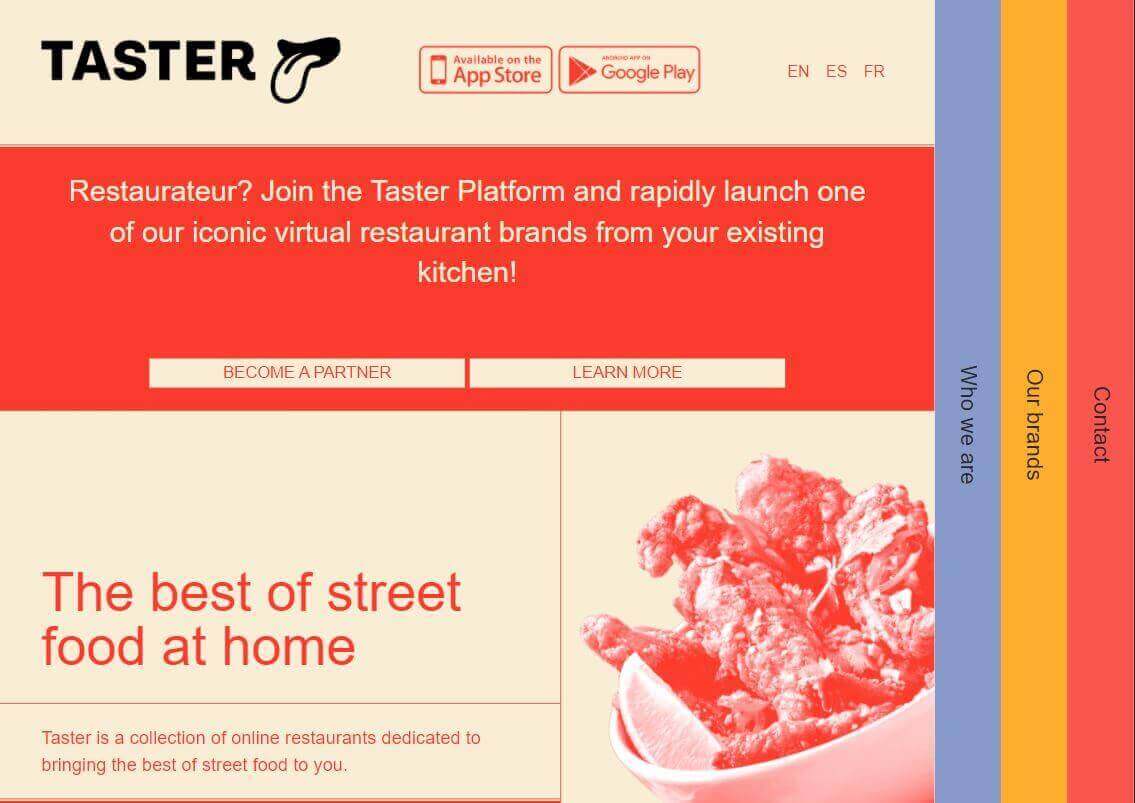 TASTER
Available on the
App Store
ANDROID APP ON
Google Play
EN ES FR
Restaurateur? Join the Taster Platform and rapidly launch one
of our iconic virtual restaurant brands from your existing
kitchen!
BECOME A PARTNER
LEARN MORE
The best of street
food at home
Taster is a collection of online restaurants dedicated to
bringing the best of street food to you.
Who we are
Our brands
Contact